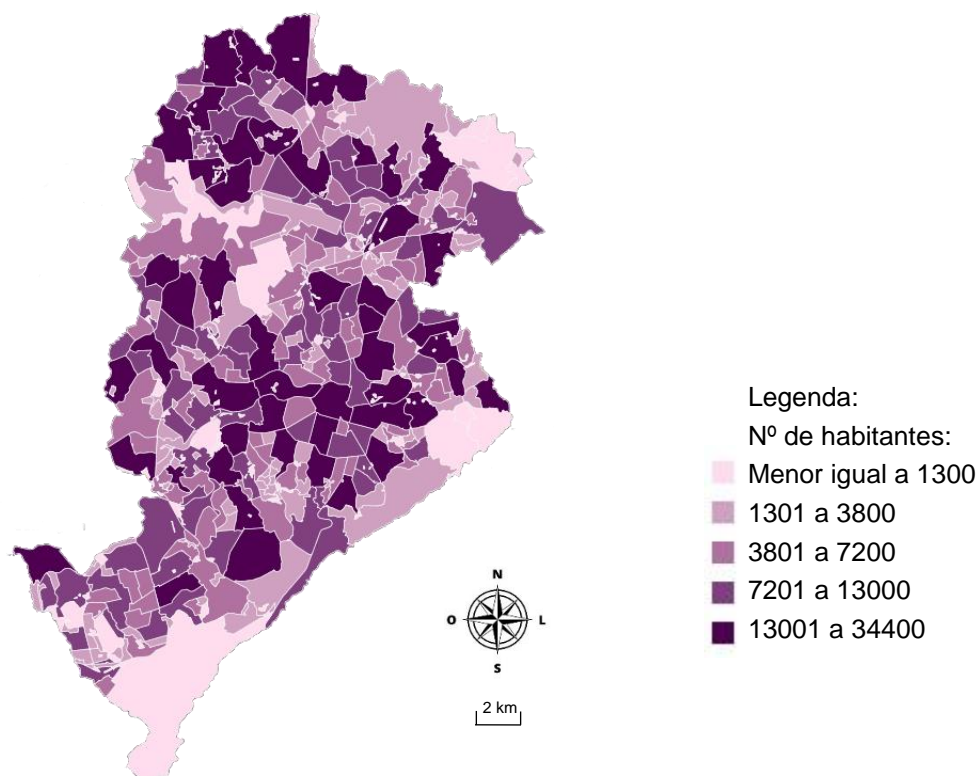 Legenda:
Nº de habitantes:
Menor igual a 1300
1301 a 3800
3801 a 7200
7201 a 13000
13001 a 34400
N
O
L
S
2 km